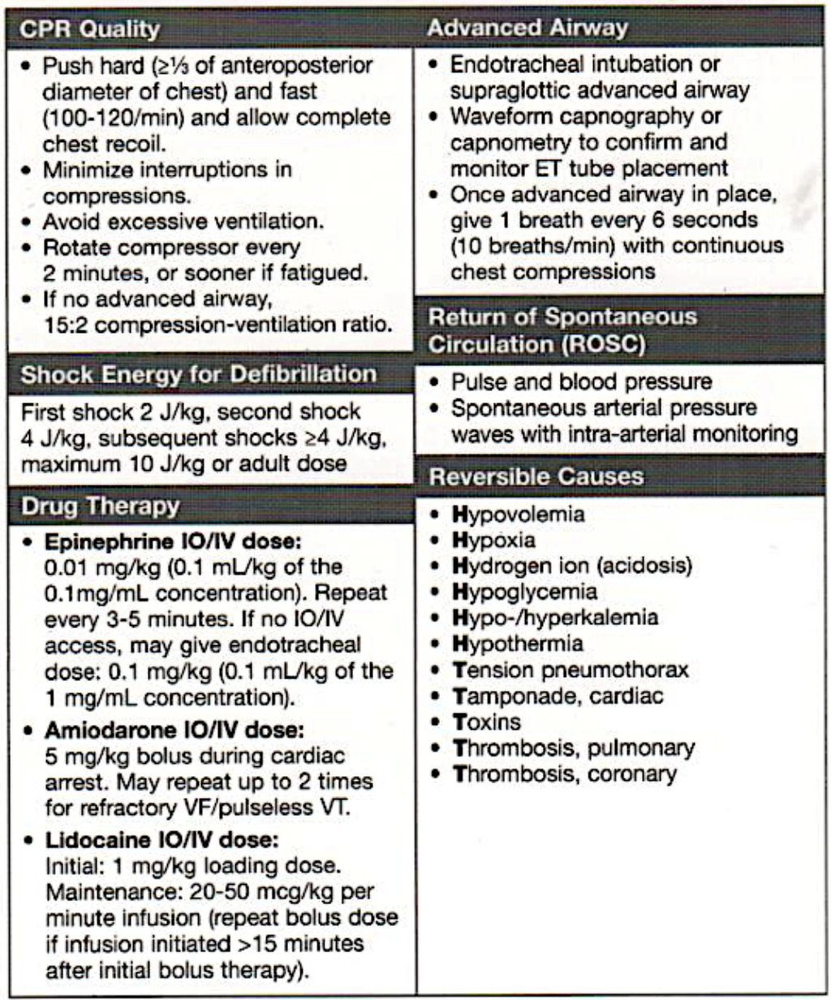 CPR Quality
• Push hard (≥⅓ of anteroposterior
diameter of chest) and fast
(100-120/min) and allow complete
chest recoil.
• Minimize interruptions in
compressions.
• Avoid excessive ventilation.
• Rotate compressor every
2 minutes, or sooner if fatigued.
• If no advanced airway,
15:2 compression-ventilation ratio.
Shock Energy for Defibrillation
First shock 2 J/kg, second shock
4 J/kg, subsequent shocks ≥4 J/kg,
maximum 10 J/kg or adult dose
Drug Therapy
• Epinephrine IO/IV dose:
0.01 mg/kg (0.1 mL/kg of the
0.1mg/mL concentration). Repeat
every 3-5 minutes. If no IO/IV
access, may give endotracheal
dose: 0.1 mg/kg (0.1 mL/kg of the
1 mg/mL concentration).
• Amiodarone IO/IV dose:
5 mg/kg bolus during cardiac
arrest. May repeat up to 2 times
for refractory VF/pulseless VT.
• Lidocaine IO/IV dose:
Initial: 1 mg/kg loading dose.
Maintenance: 20-50 mcg/kg per
minute infusion (repeat bolus dose
if infusion initiated >15 minutes
after initial bolus therapy).
Advanced Airway
• Endotracheal intubation or
supraglottic advanced airway
• Waveform capnography or
capnometry to confirm and
monitor ET tube placement
• Once advanced airway in place,
give 1 breath every 6 seconds
(10 breaths/min) with continuous
chest compressions
Return of Spontaneous
Circulation (ROSC)
• Pulse and blood pressure
• Spontaneous arterial pressure
waves with intra-arterial monitoring
Reversible Causes
• Hypovolemia
• Hypoxia
• Hydrogen ion (acidosis)
• Hypoglycemia
• Hypo-/hyperkalemia
• Hypothermia
• Tension pneumothorax
• Tamponade, cardiac
• Toxins
• Thrombosis, pulmonary
• Thrombosis, coronary